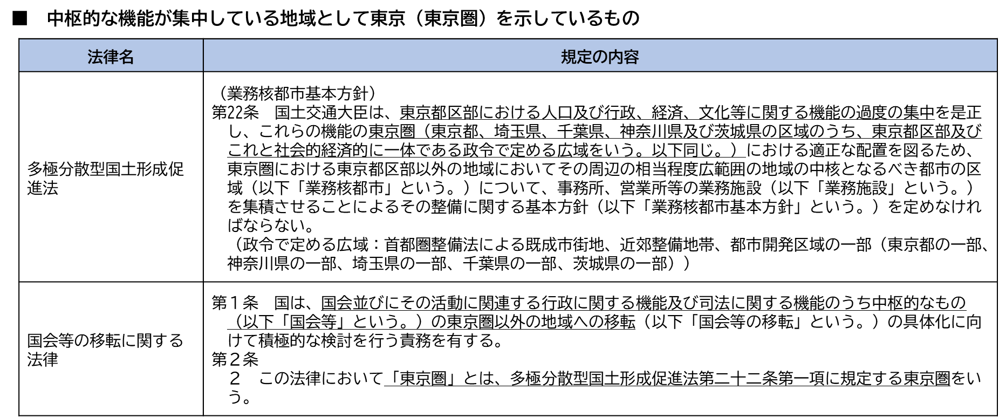 ■　中枢的な機能が集中している地域として東京（東京圏）を示しているもの
法律名
規定の内容
多極分散型国土形成促
進法
（業務核都市基本方針）
第22条　国土交通大臣は、東京都区部における人口及び行政、経済、文化等に関する機能の過度の集中を是正
し、これらの機能の東京圏（東京都、埼玉県、千葉県、神奈川県及び茨城県の区域のうち、東京都区部及び
これと社会的経済的に一体である政令で定める広域をいう。以下同じ。）における適正な配置を図るため、
東京圏における東京都区部以外の地域においてその周辺の相当程度広範囲の地域の中核となるべき都市の区
域（以下「業務核都市」という。）について、事務所、営業所等の業務施設（以下「業務施設」という。）
を集積させることによるその整備に関する基本方針（以下「業務核都市基本方針」という。）を定めなけれ
ばならない。
（政令で定める広域：首都圏整備法による既成市街地、近郊整備地帯、都市開発区域の一部（東京都の一部、
神奈川県の一部、埼玉県の一部、千葉県の一部、茨城県の一部））
国会等の移転に関する
法律
第１条　国は、国会並びにその活動に関連する行政に関する機能及び司法に関する機能のうち中枢的なもの
（以下「国会等」という。）の東京圏以外の地域への移転（以下「国会等の移転」という。）の具体化に向
けて積極的な検討を行う責務を有する。
第２条
２　この法律において「東京圏」とは、多極分散型国土形成促進法第二十二条第一項に規定する東京圏をい
う。